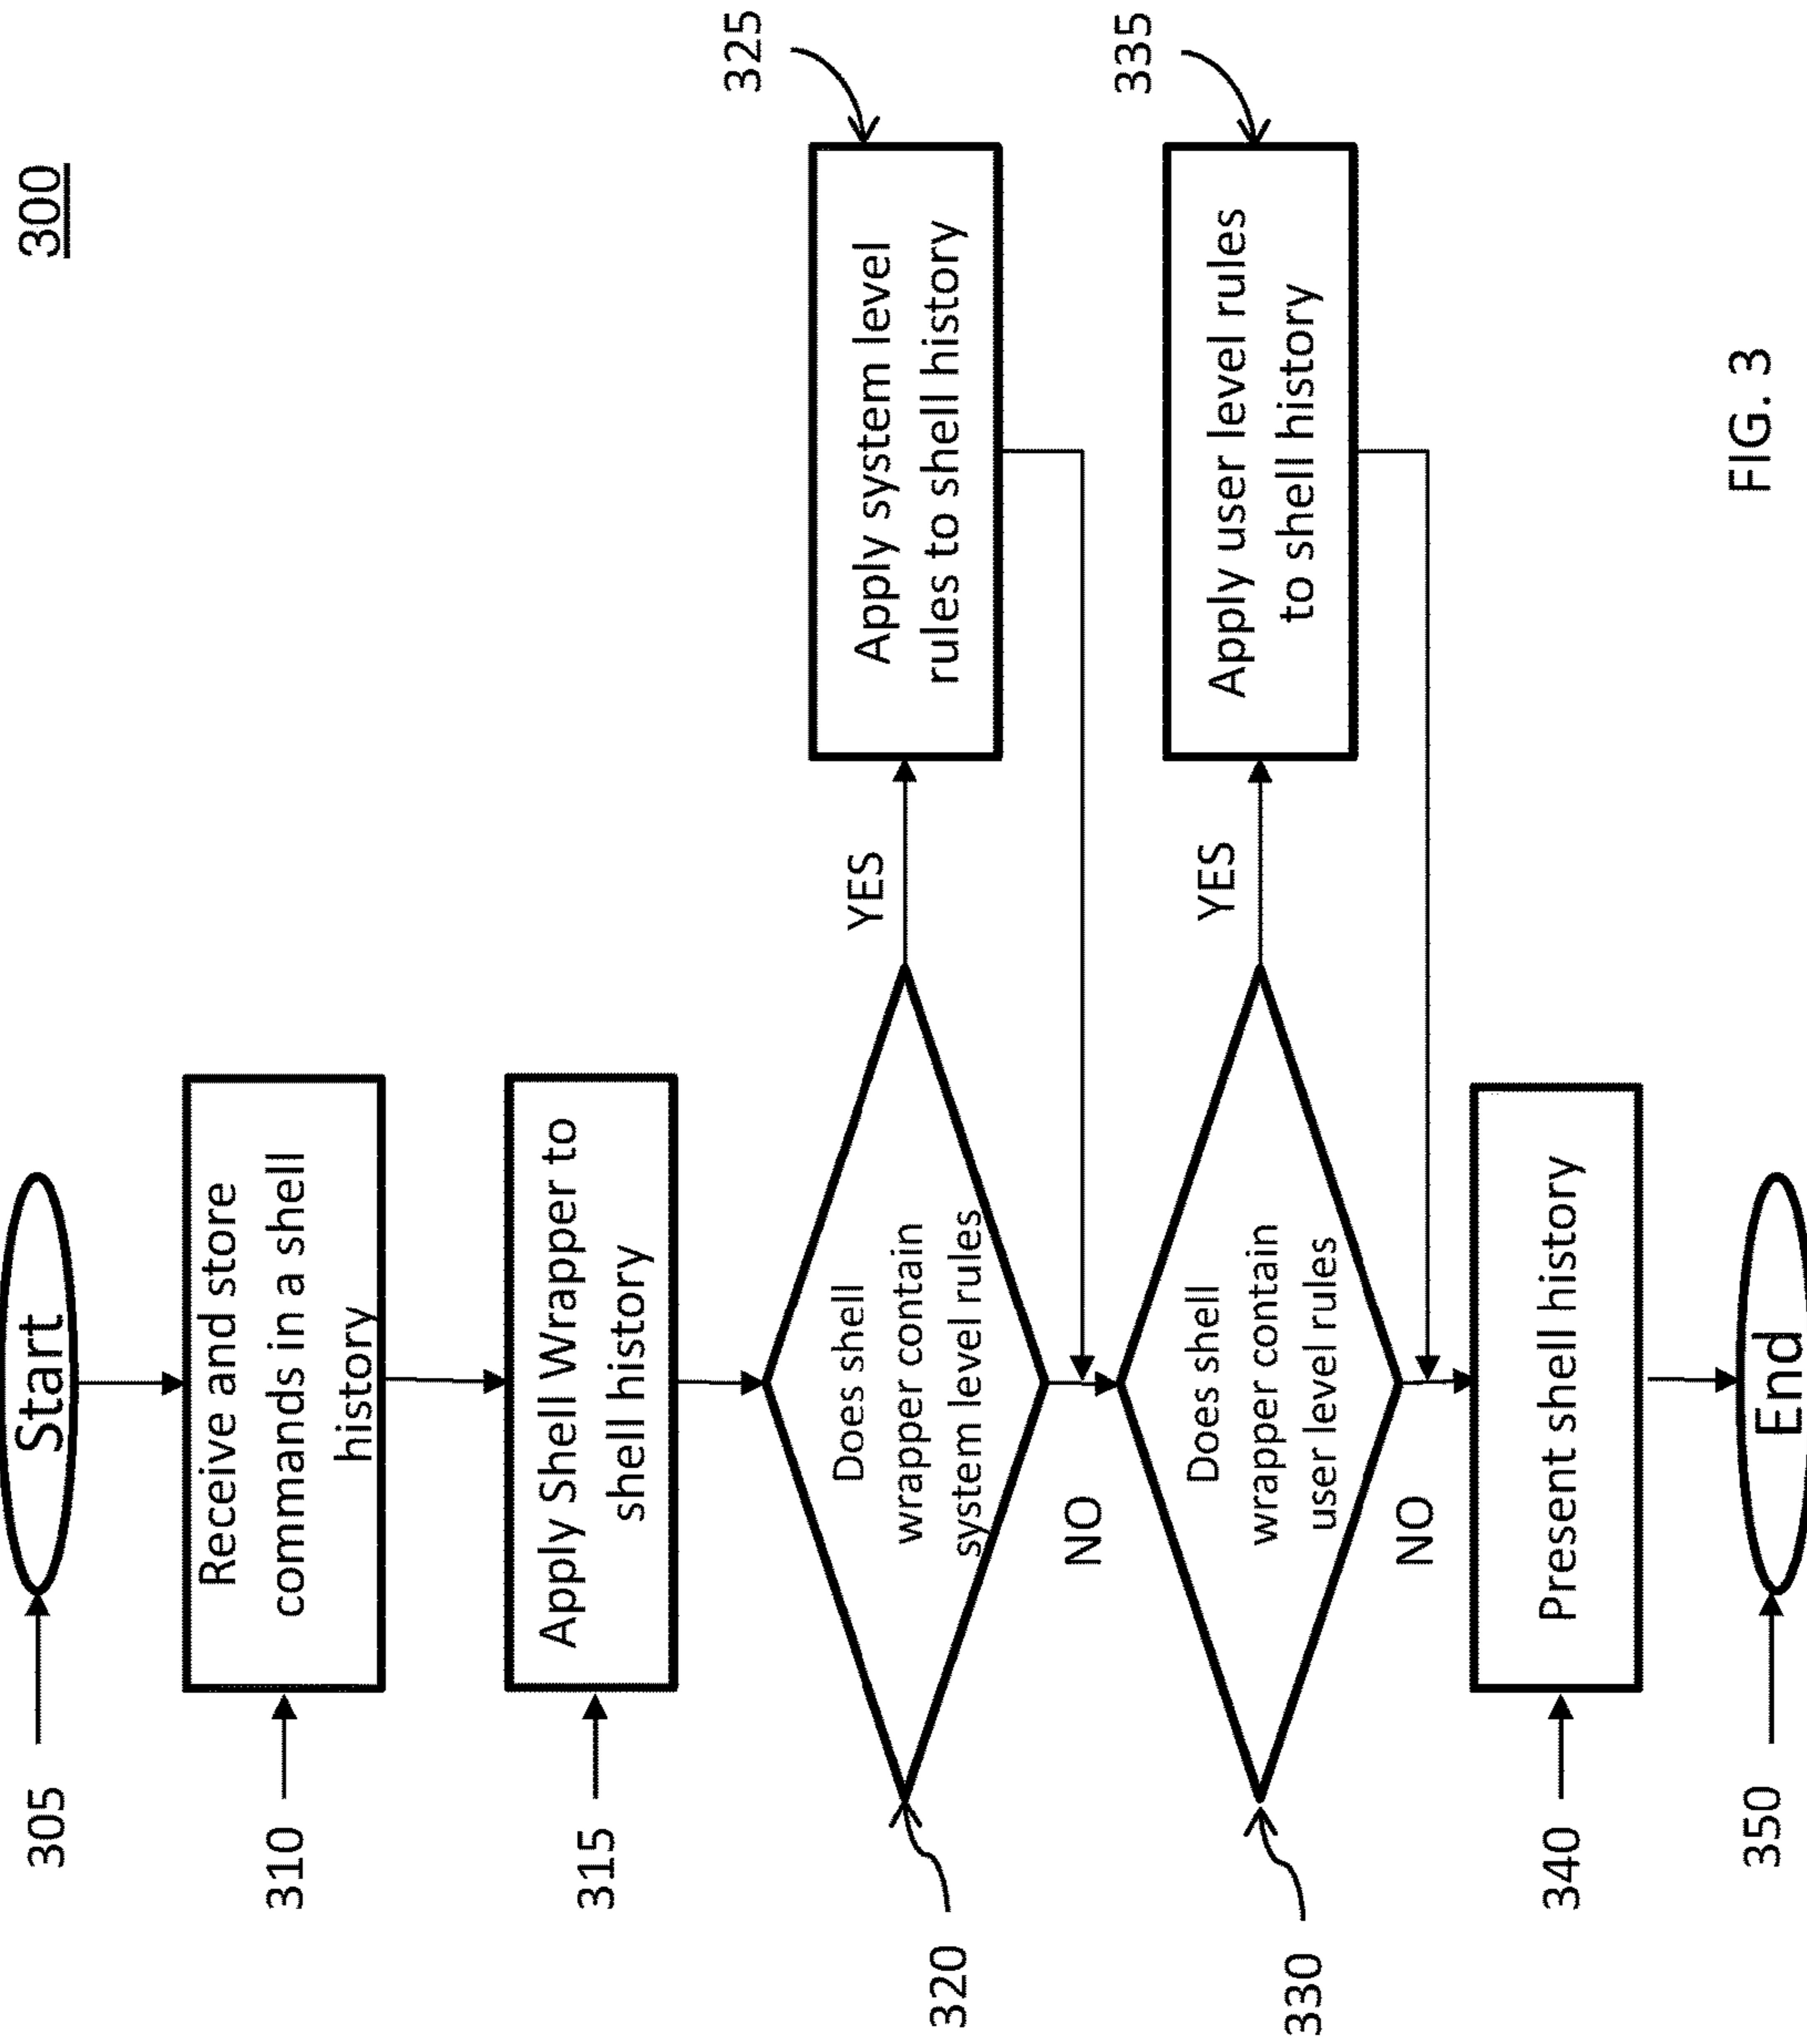 300
305
Start
310
Receive and store
commands in a shell
history
315
Apply Shell Wrapper to
shell history
320
Does shell
wrapper contain
system level rules
YES
325
Apply system level
rules to shell history
NO
330
Does shell
wrapper contain
user level rules
YES
335
Apply user level rules
to shell history
NO
340
Present shell history
350
End
FIG. 3